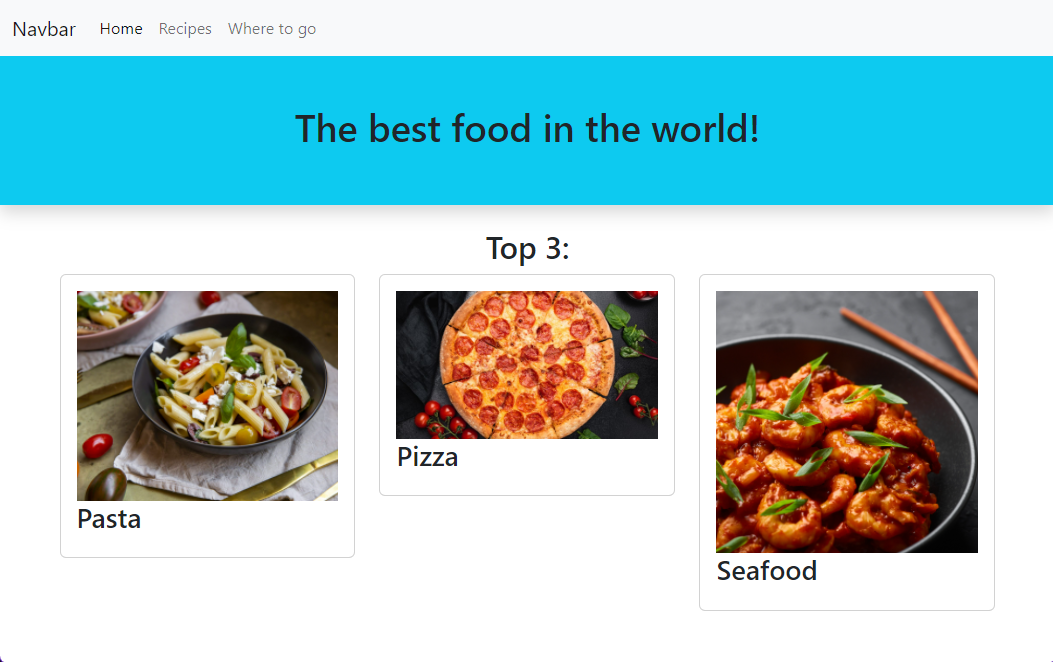 Navbar Home Recipes Where to go
The best food in the world!
Top 3:
Pasta
Pizza
Seafood